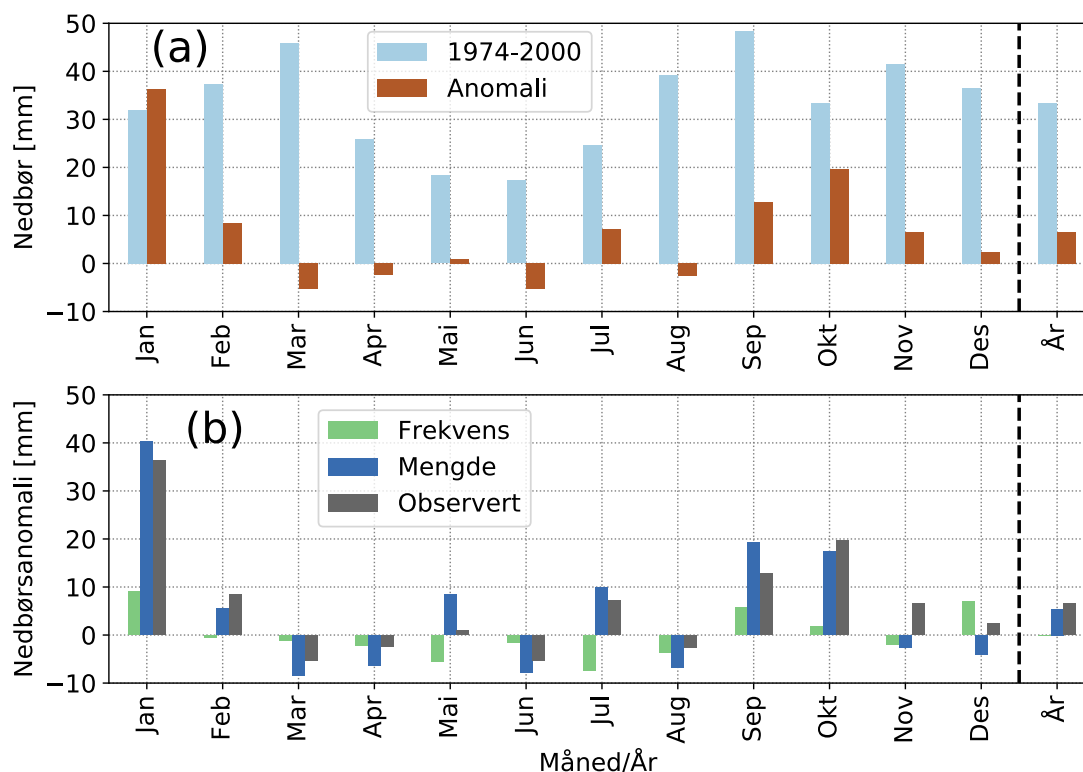 (a)
1974-2000
Anomali
Nedbør [mm]
50
40
30
20
10
0
−10
Jan Feb Mar Apr Mai Jun Jul Aug Sep Okt Nov Des År
(b)
Frekvens
Mengde
Observert
Nedbørsanomali [mm]
50
40
30
20
10
0
−10
Jan Feb Mar Apr Mai Jun Jul Aug Sep Okt Nov Des År
Måned/År